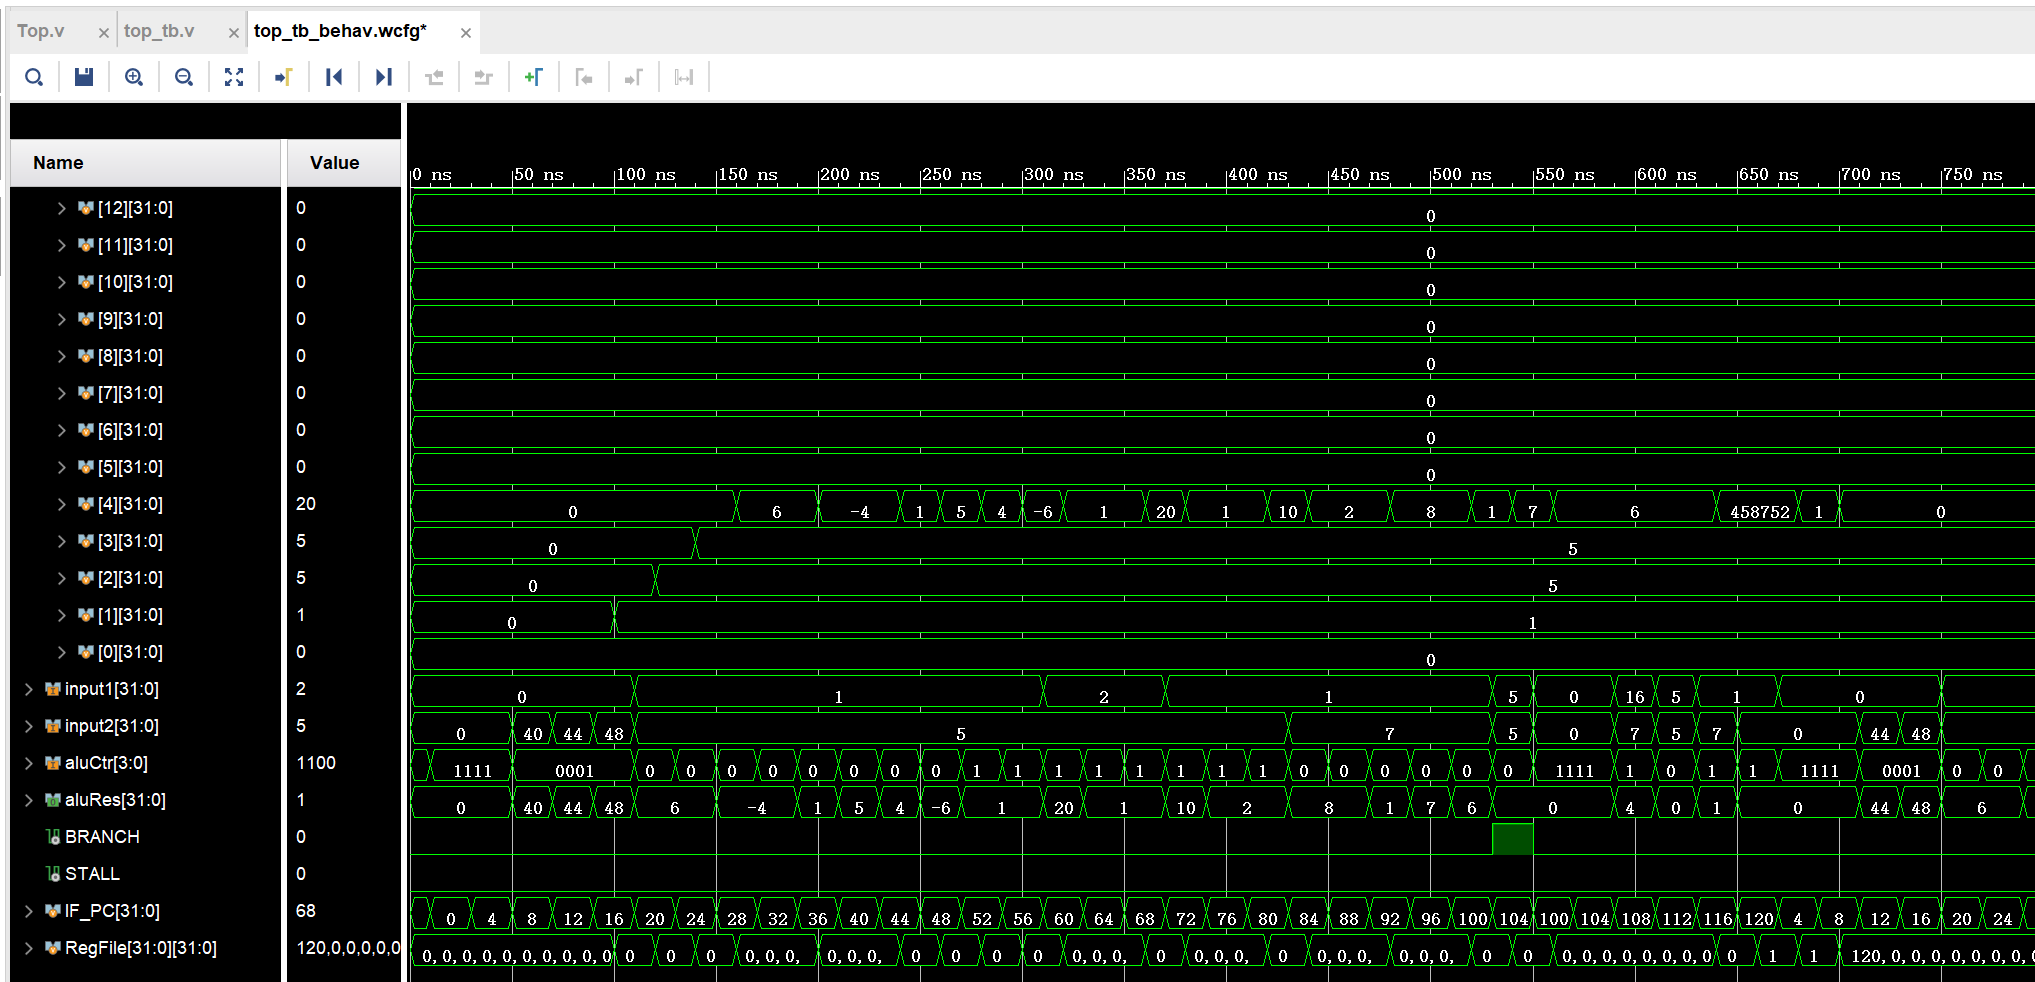 Top.v × top_tb.v × top_tb_behav.wcfg* ×
Name Value
0 ns 50 ns 100 ns 150 ns 200 ns 250 ns 300 ns 350 ns 400 ns 450 ns 500 ns 550 ns 600 ns 650 ns 700 ns 750 ns
[12][31:0] 0 0
[11][31:0] 0 0
[10][31:0] 0 0
[9][31:0] 0 0
[8][31:0] 0 0
[7][31:0] 0 0
[6][31:0] 0 0
[5][31:0] 0 0
[4][31:0] 20 0 6 -4 1 5 4 -6 1 20 1 10 2 8 1 7 6 458752 1 0
[3][31:0] 5 0 5
[2][31:0] 5 0 5
[1][31:0] 1 0 1
[0][31:0] 0 0
input1[31:0] 2 0 1 2 1 5 0 16 5 1 0
input2[31:0] 5 0 40 44 48 5 7 5 0 7 5 7 0 44 48
aluCtr[3:0] 1100 1111 0001 0 0 0 0 0 0 0 0 1 1 1 1 1 1 1 1 0 0 0 0 0 0 1111 1 0 1 1 1111 0001 0 0
aluRes[31:0] 1 0 40 44 48 6 -4 1 5 4 -6 1 20 1 10 2 8 1 7 6 0 4 0 1 0 44 48 6
BRANCH 0
STALL 0
IF_PC[31:0] 68 0 4 8 12 16 20 24 28 32 36 40 44 48 52 56 60 64 68 72 76 80 84 88 92 96 100 104 100 104 108 112 116 120 4 8 12 16 20 24
RegFile[31:0][31:0] 120,0,0,0,0,0 0,0,0,0,0,0,0,0,0,0 0 0 0 0,0,0, 0,0,0, 0 0 0 0,0,0, 0 0,0,0, 0 0,0,0, 0,0,0, 0 0 0,0,0,0,0,0,0,0 0 1 1 120,0,0,0,0,0,0,0